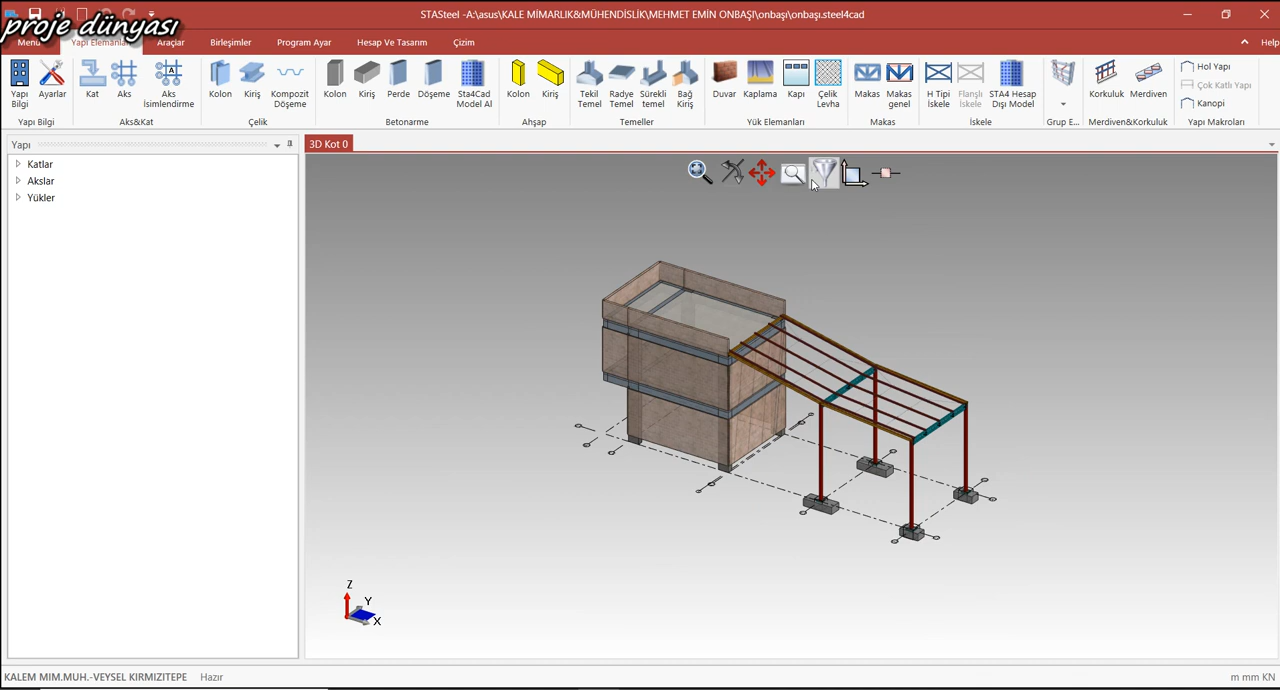 STASteel -A:\asus\KALE MİMARLIK&MÜHENDİSLİK\MEHMET EMİN ONBAŞI\onbaşı\onbaşı.steel4cad
proje dünyası
Menü Yapı Elemanları Araçlar Birleşimler Program Ayar Hesap Ve Tasarım Çizim Help
Yapı Bilgi
Ayarlar
Kat
Aks
Aks İsimlendirme
Kolon
Kiriş
Kompozit Döşeme
Kolon
Kiriş
Perde
Döşeme
Sta4Cad Model Al
Kolon
Kiriş
Tekil Temel
Radye Temel
Sürekli temel
Bağ Kiriş
Duvar
Kaplama
Kapı
Çelik Levha
Makas
Makas genel
H Tipi İskele
Flanşlı İskele
STA4 Hesap Dışı Model
Korkuluk
Merdiven
Hol Yapı
Çok Katlı Yapı
Kanopi
Yapı Bilgi Aks&Kat Çelik Betonarme Ahşap Temeller Yük Elemanları Makas İskele Grup E... Merdiven&Korkuluk Yapı Makroları
Yapı
3D Kot 0
Katlar
Akslar
Yükler
Z
Y
X
KALEM MIM.MUH.-VEYSEL KIRMIZITEPE Hazır m mm KN